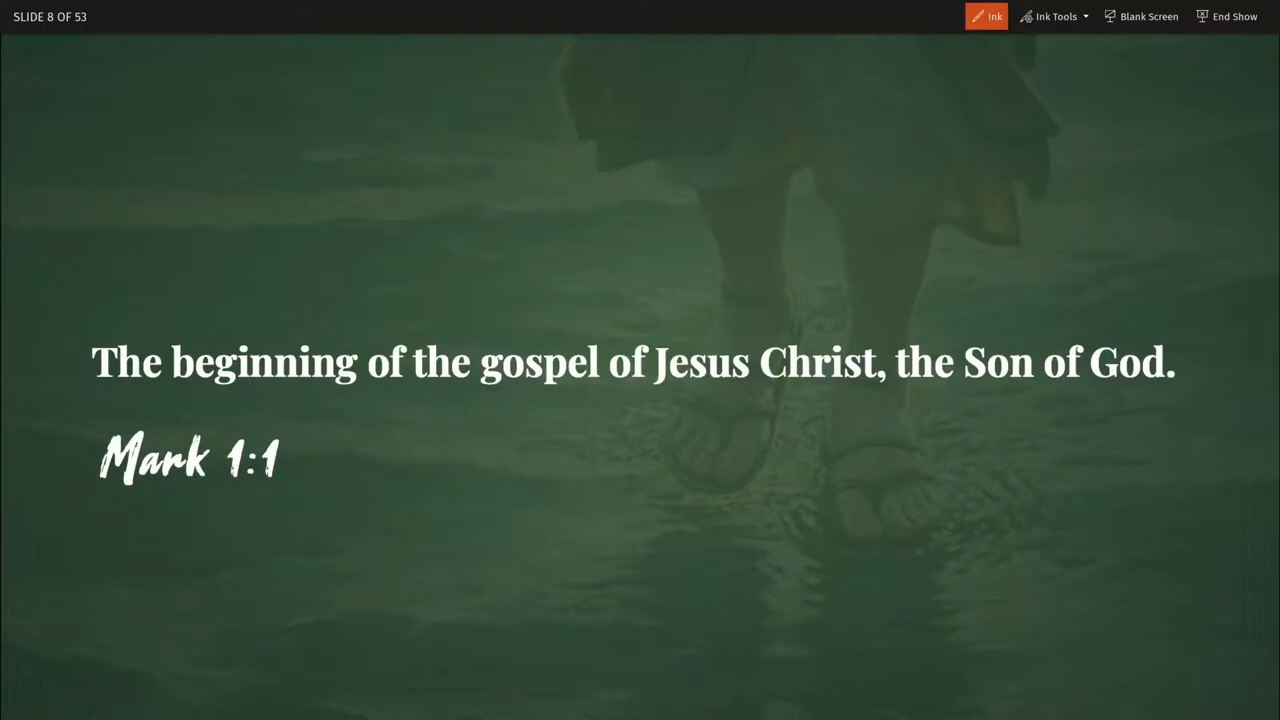 SLIDE 8 OF 53
Ink
Ink Tools
Blank Screen
End Show
The beginning of the gospel of Jesus Christ, the Son of God.
Mark 1:1